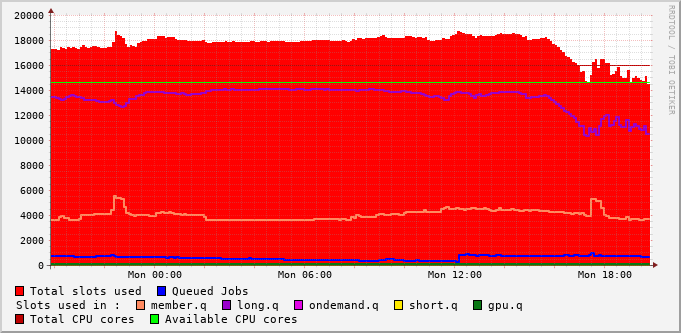 20000
18000
16000
14000
12000
10000
8000
6000
4000
2000
0
Mon 00:00 Mon 06:00 Mon 12:00 Mon 18:00
RRDTOOL / TOBI OETIKER
Total slots used Queued Jobs
Slots used in : member.q long.q ondemand.q short.q gpu.q
Total CPU cores Available CPU cores